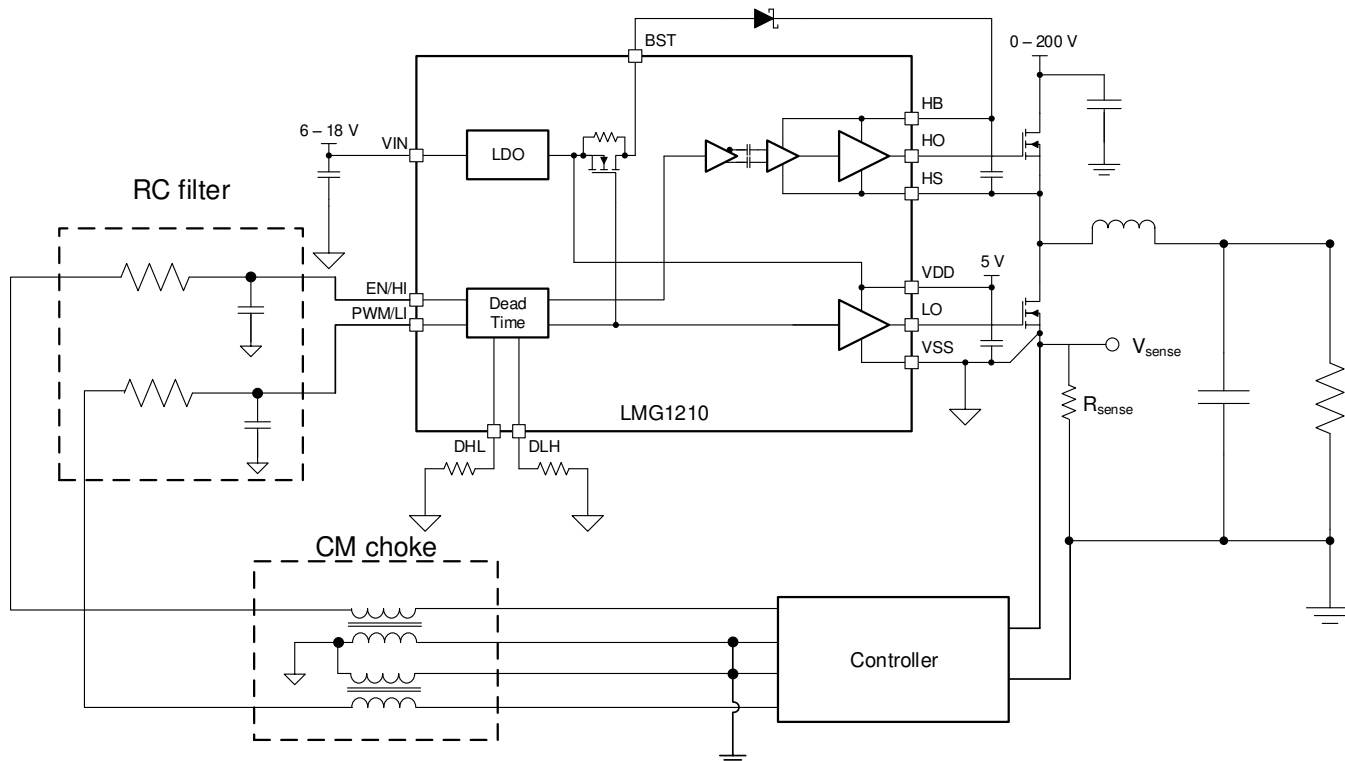 BST
0 – 200 V
HB
6 – 18 V
VIN
LDO
HO
RC filter
HS
VDD
5 V
EN/HI
Dead
Time
PWM/LI
LO
VSS
Vsense
Rsense
LMG1210
DHL
DLH
CM choke
Controller